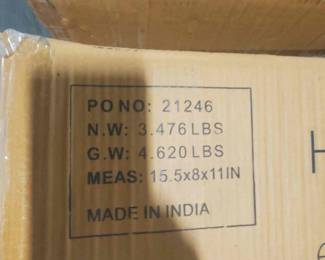 PO NO: 21246
N.W: 3.476 LBS
G.W: 4.620 LBS
MEAS: 15.5x8x11IN
MADE IN INDIA
H